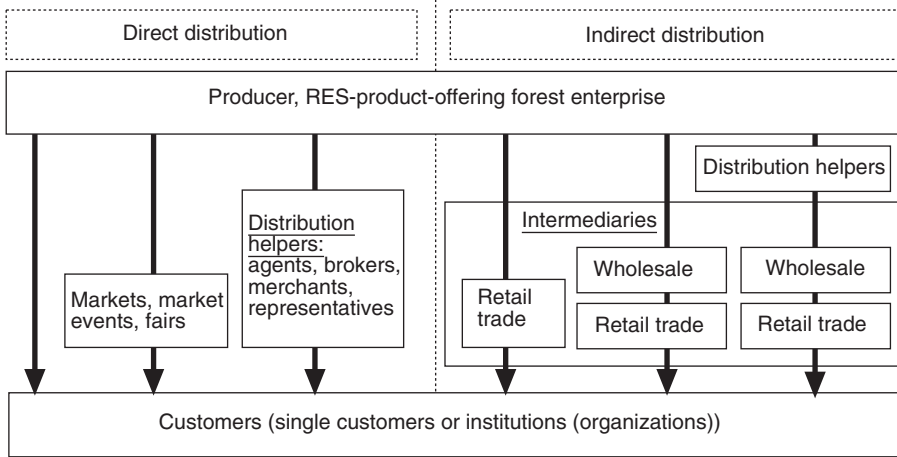 Direct distribution
Indirect distribution
Producer, RES-product-offering forest enterprise
Distribution helpers
Distribution
helpers:
agents, brokers,
merchants,
representatives
Intermediaries
Markets, market
events, fairs
Retail
trade
Wholesale
Retail trade
Wholesale
Retail trade
Customers (single customers or institutions (organizations))